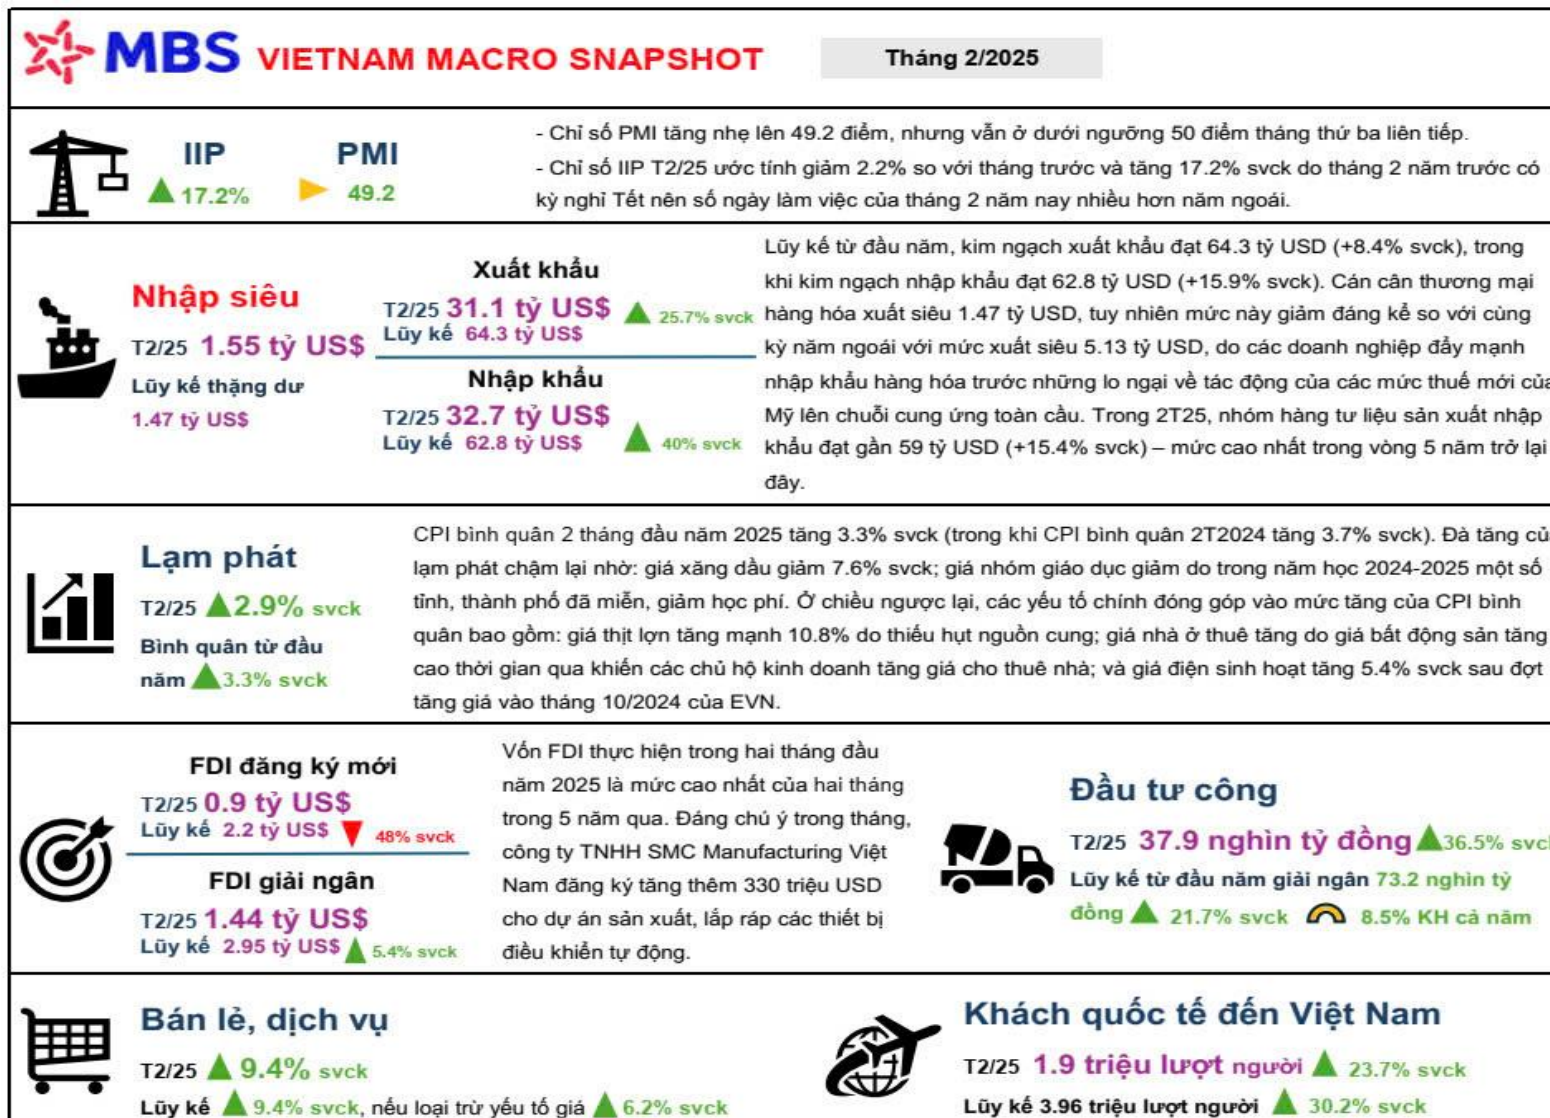 MBS VIETNAM MACRO SNAPSHOT
Tháng 2/2025
IIP
17.2%
PMI
49.2
- Chỉ số PMI tăng nhẹ lên 49.2 điểm, nhưng vẫn ở dưới ngưỡng 50 điểm tháng thứ ba liên tiếp.
- Chỉ số IIP T2/25 ước tính giảm 2.2% so với tháng trước và tăng 17.2% svck do tháng 2 năm trước có
kỳ nghỉ Tết nên số ngày làm việc của tháng 2 năm nay nhiều hơn năm ngoái.
Nhập siêu
T2/25 1.55 tỷ US$
Lũy kế thặng dư
1.47 tỷ US$
Xuất khẩu
T2/25 31.1 tỷ US$ 25.7% svck
Lũy kế 64.3 tỷ US$
Nhập khẩu
T2/25 32.7 tỷ US$
Lũy kế 62.8 tỷ US$ 40% svck
Lũy kế từ đầu năm, kim ngạch xuất khẩu đạt 64.3 tỷ USD (+8.4% svck), trong
khi kim ngạch nhập khẩu đạt 62.8 tỷ USD (+15.9% svck). Cán cân thương mại
hàng hóa xuất siêu 1.47 tỷ USD, tuy nhiên mức này giảm đáng kể so với cùng
kỳ năm ngoái với mức xuất siêu 5.13 tỷ USD, do các doanh nghiệp đẩy mạnh
nhập khẩu hàng hóa trước những lo ngại về tác động của các mức thuế mới của
Mỹ lên chuỗi cung ứng toàn cầu. Trong 2T25, nhóm hàng tư liệu sản xuất nhập
khẩu đạt gần 59 tỷ USD (+15.4% svck) – mức cao nhất trong vòng 5 năm trở lại
đây.
Lạm phát
T2/25 2.9% svck
Bình quân từ đầu
năm 3.3% svck
CPI bình quân 2 tháng đầu năm 2025 tăng 3.3% svck (trong khi CPI bình quân 2T2024 tăng 3.7% svck). Đà tăng củ
lạm phát chậm lại nhờ: giá xăng dầu giảm 7.6% svck; giá nhóm giáo dục giảm do trong năm học 2024-2025 một số
tỉnh, thành phố đã miễn, giảm học phí. Ở chiều ngược lại, các yếu tố chính đóng góp vào mức tăng của CPI bình
quân bao gồm: giá thịt lợn tăng mạnh 10.8% do thiếu hụt nguồn cung; giá nhà ở thuê tăng do giá bất động sản tăng
cao thời gian qua khiến các chủ hộ kinh doanh tăng giá cho thuê nhà; và giá điện sinh hoạt tăng 5.4% svck sau đợt
tăng giá vào tháng 10/2024 của EVN.
FDI đăng ký mới
T2/25 0.9 tỷ US$
Lũy kế 2.2 tỷ US$ 48% svck
FDI giải ngân
T2/25 1.44 tỷ US$
Lũy kế 2.95 tỷ US$ 5.4% svck
Vốn FDI thực hiện trong hai tháng đầu
năm 2025 là mức cao nhất của hai tháng
trong 5 năm qua. Đáng chú ý trong tháng,
công ty TNHH SMC Manufacturing Việt
Nam đăng ký tăng thêm 330 triệu USD
cho dự án sản xuất, lắp ráp các thiết bị
điều khiển tự động.
Đầu tư công
T2/25 37.9 nghìn tỷ đồng 36.5% svc
Lũy kế từ đầu năm giải ngân 73.2 nghìn tỷ
đồng 21.7% svck 8.5% KH cả năm
Bán lẻ, dịch vụ
T2/25 9.4% svck
Lũy kế 9.4% svck, nếu loại trừ yếu tố giá 6.2% svck
Khách quốc tế đến Việt Nam
T2/25 1.9 triệu lượt người 23.7% svck
Lũy kế 3.96 triệu lượt người 30.2% svck